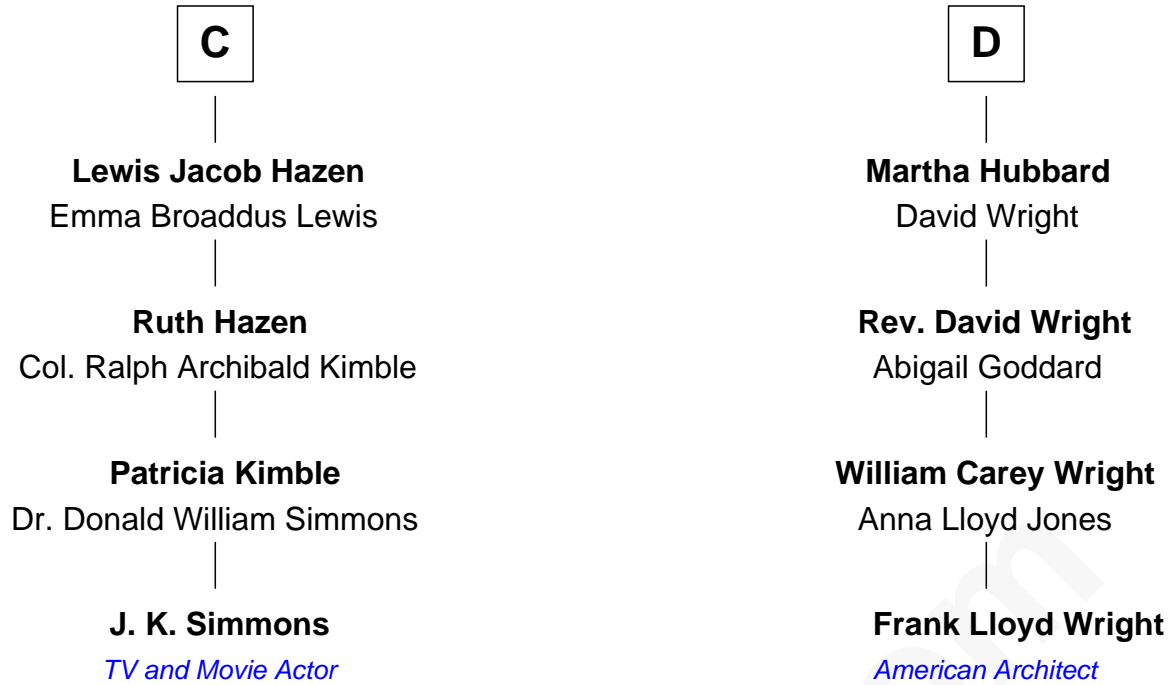 C
Lewis Jacob Hazen
Emma Broaddus Lewis
Ruth Hazen
Col. Ralph Archibald Kimble
Patricia Kimble
Dr. Donald William Simmons
J. K. Simmons
TV and Movie Actor
D
Martha Hubbard
David Wright
Rev. David Wright
Abigail Goddard
William Carey Wright
Anna Lloyd Jones
Frank Lloyd Wright
American Architect